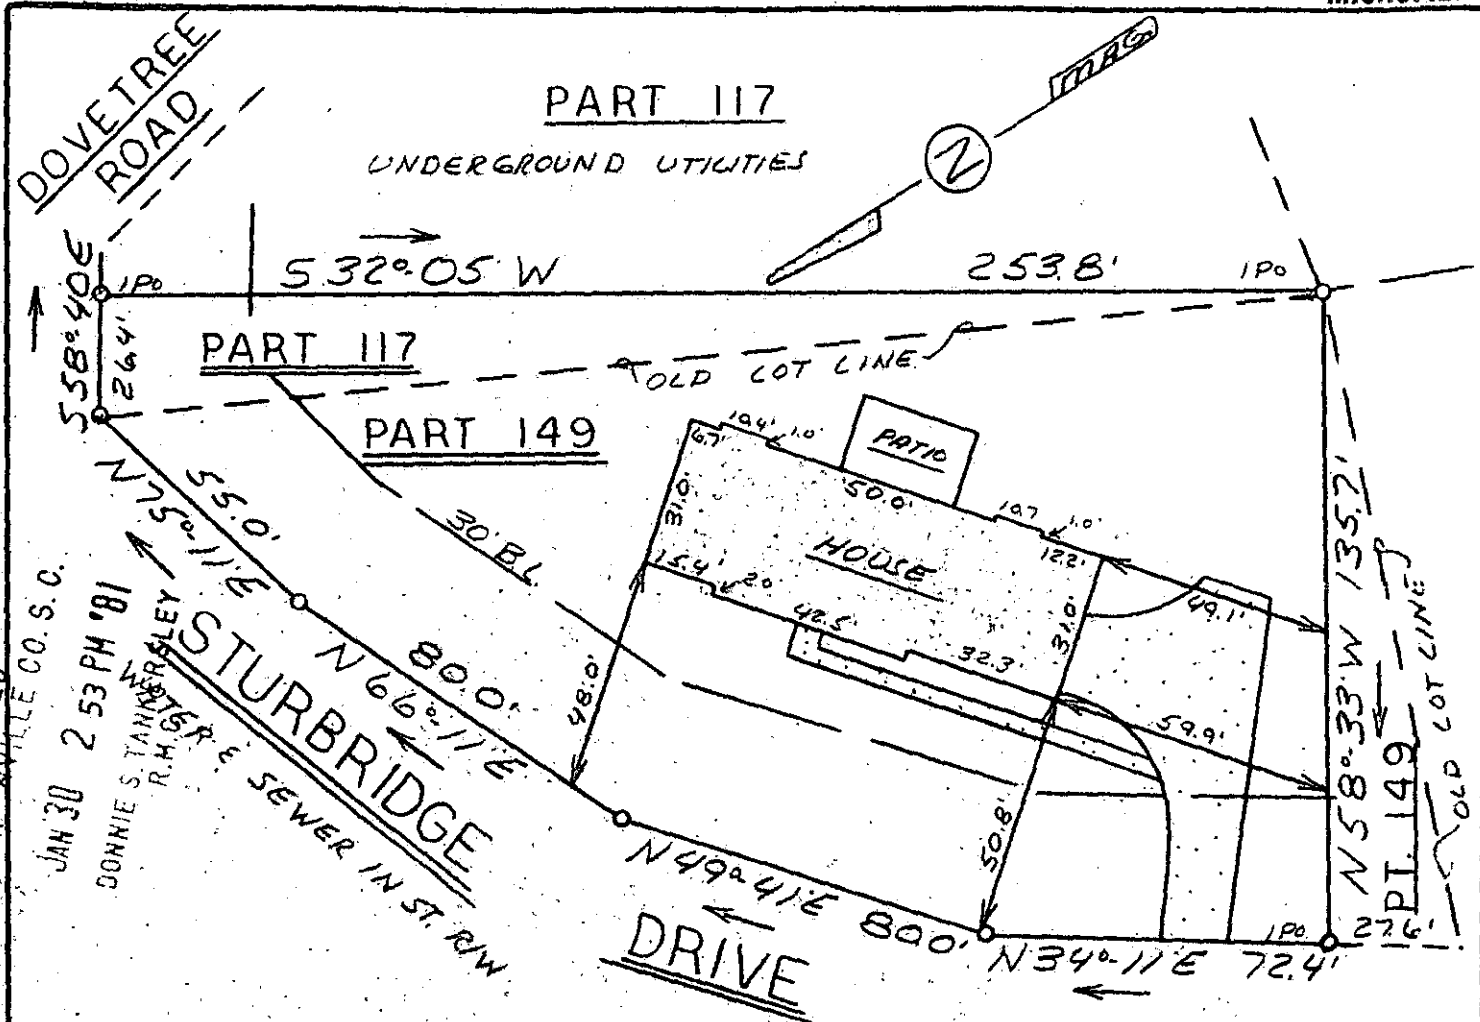 DOVETREE
ROAD
PART 117
UNDERGROUND UTILITIES
MAG.
N
S 58°-40 E
26.4'
IPO
S 32°-05 W
253.8'
IPO
PART 117
OLD LOT LINE
PART 149
PATIO
6.7'
19.4'
1.0'
50.0'
10.7
1.0'
12.2'
31.0'
HOUSE
31.0'
15.4'
2.0
42.5'
32.3'
49.1'
59.9'
48.0'
50.8'
30' B.L.
N 75°-11' E
55.0'
N 66°-11' E
80.0'
N 49°-41' E 80.0'
N 34°-11' E 72.4'
IPO
27.6'
N 58°-33' W 135.7'
PT. 149
OLD LOT LINE
STURBRIDGE
DRIVE
WATER & SEWER IN ST. R/W
VILLE CO. S. C.
JAN 30 2 53 PM '81
DONNIE S. TANKERSLEY
R.M.C